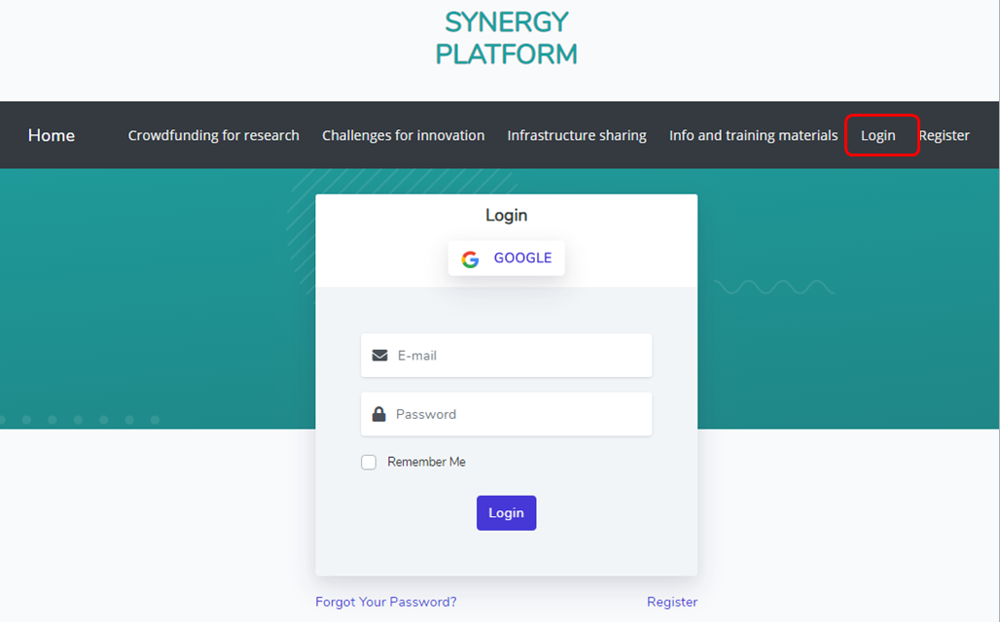 SYNERGY
PLATFORM
Home Crowdfunding for research Challenges for innovation Infrastructure sharing Info and training materials Login Register
Login
G GOOGLE
E-mail
Password
Remember Me
Login
Forgot Your Password? Register